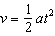 v = 1/2 at²